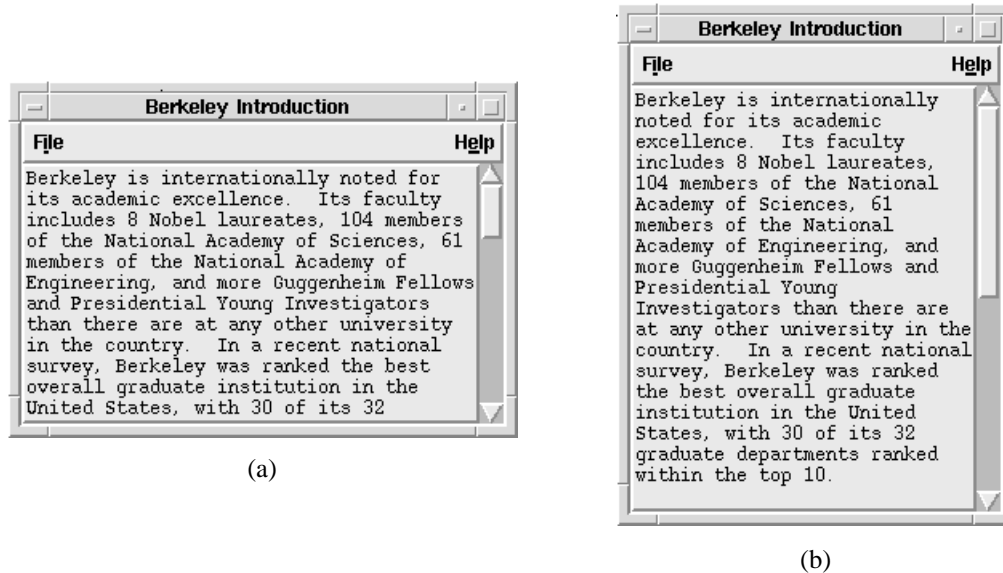 Berkeley Introduction
File Help
Berkeley is internationally noted for
its academic excellence.  Its faculty
includes 8 Nobel laureates, 104 members
of the National Academy of Sciences, 61
members of the National Academy of
Engineering, and more Guggenheim Fellows
and Presidential Young Investigators
than there are at any other university
in the country.  In a recent national
survey, Berkeley was ranked the best
overall graduate institution in the
United States, with 30 of its 32
(a)
Berkeley Introduction
File Help
Berkeley is internationally
noted for its academic
excellence.  Its faculty
includes 8 Nobel laureates,
104 members of the National
Academy of Sciences, 61
members of the National
Academy of Engineering, and
more Guggenheim Fellows and
Presidential Young
Investigators than there are
at any other university in the
country.  In a recent national
survey, Berkeley was ranked
the best overall graduate
institution in the United
States, with 30 of its 32
graduate departments ranked
within the top 10.
(b)